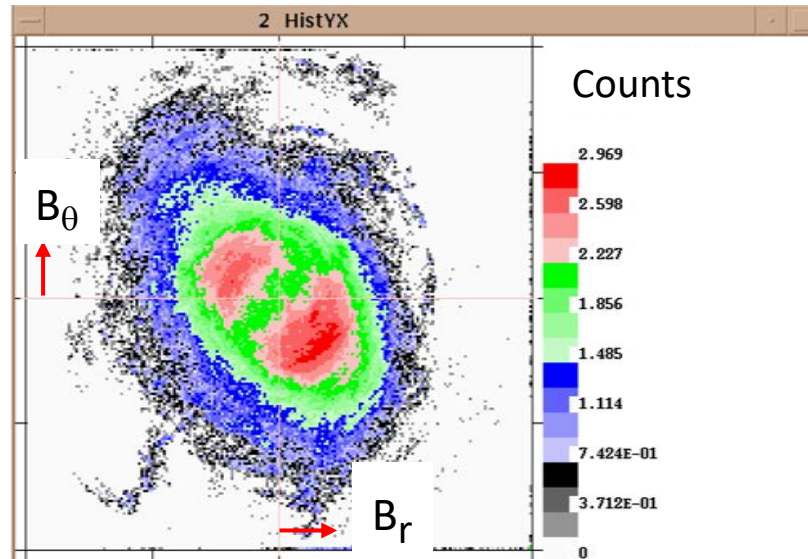 2 HistYX
Counts
2.969
2.598
2.227
1.856
1.485
1.114
7.424E-01
3.712E-01
0
Bθ
Br